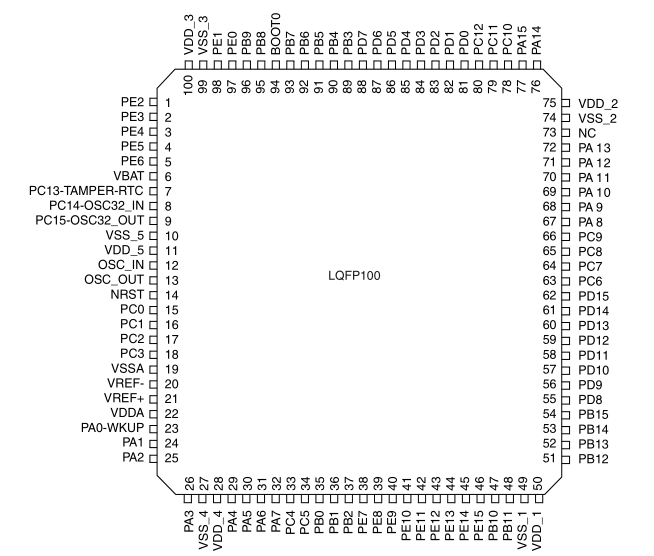 VDD_3
VSS_3
PE1
PE0
PB9
PB8
BOOT0
PB7
PB6
PB5
PB4
PB3
PD7
PD6
PD5
PD4
PD3
PD2
PD1
PD0
PC12
PC11
PC10
PA15
PA14
100
99
98
97
96
95
94
93
92
91
90
89
88
87
86
85
84
83
82
81
80
79
78
77
76
PE2 1
PE3 2
PE4 3
PE5 4
PE6 5
VBAT 6
PC13-TAMPER-RTC 7
PC14-OSC32_IN 8
PC15-OSC32_OUT 9
VSS_5 10
VDD_5 11
OSC_IN 12
OSC_OUT 13
NRST 14
PC0 15
PC1 16
PC2 17
PC3 18
VSSA 19
VREF- 20
VREF+ 21
VDDA 22
PA0-WKUP 23
PA1 24
PA2 25
LQFP100
75 VDD_2
74 VSS_2
73 NC
72 PA 13
71 PA 12
70 PA 11
69 PA 10
68 PA 9
67 PA 8
66 PC9
65 PC8
64 PC7
63 PC6
62 PD15
61 PD14
60 PD13
59 PD12
58 PD11
57 PD10
56 PD9
55 PD8
54 PB15
53 PB14
52 PB13
51 PB12
26
27
28
29
30
31
32
33
34
35
36
37
38
39
40
41
42
43
44
45
46
47
48
49
50
PA3
VSS_4
VDD_4
PA4
PA5
PA6
PA7
PC4
PC5
PB0
PB1
PB2
PE7
PE8
PE9
PE10
PE11
PE12
PE13
PE14
PE15
PB10
PB11
VSS_1
VDD_1